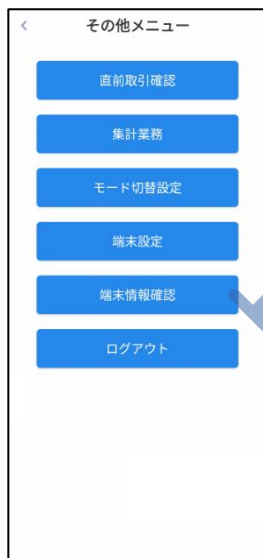 その他メニュー
直前取引確認
集計業務
モード切替設定
端末設定
端末情報確認
ログアウト